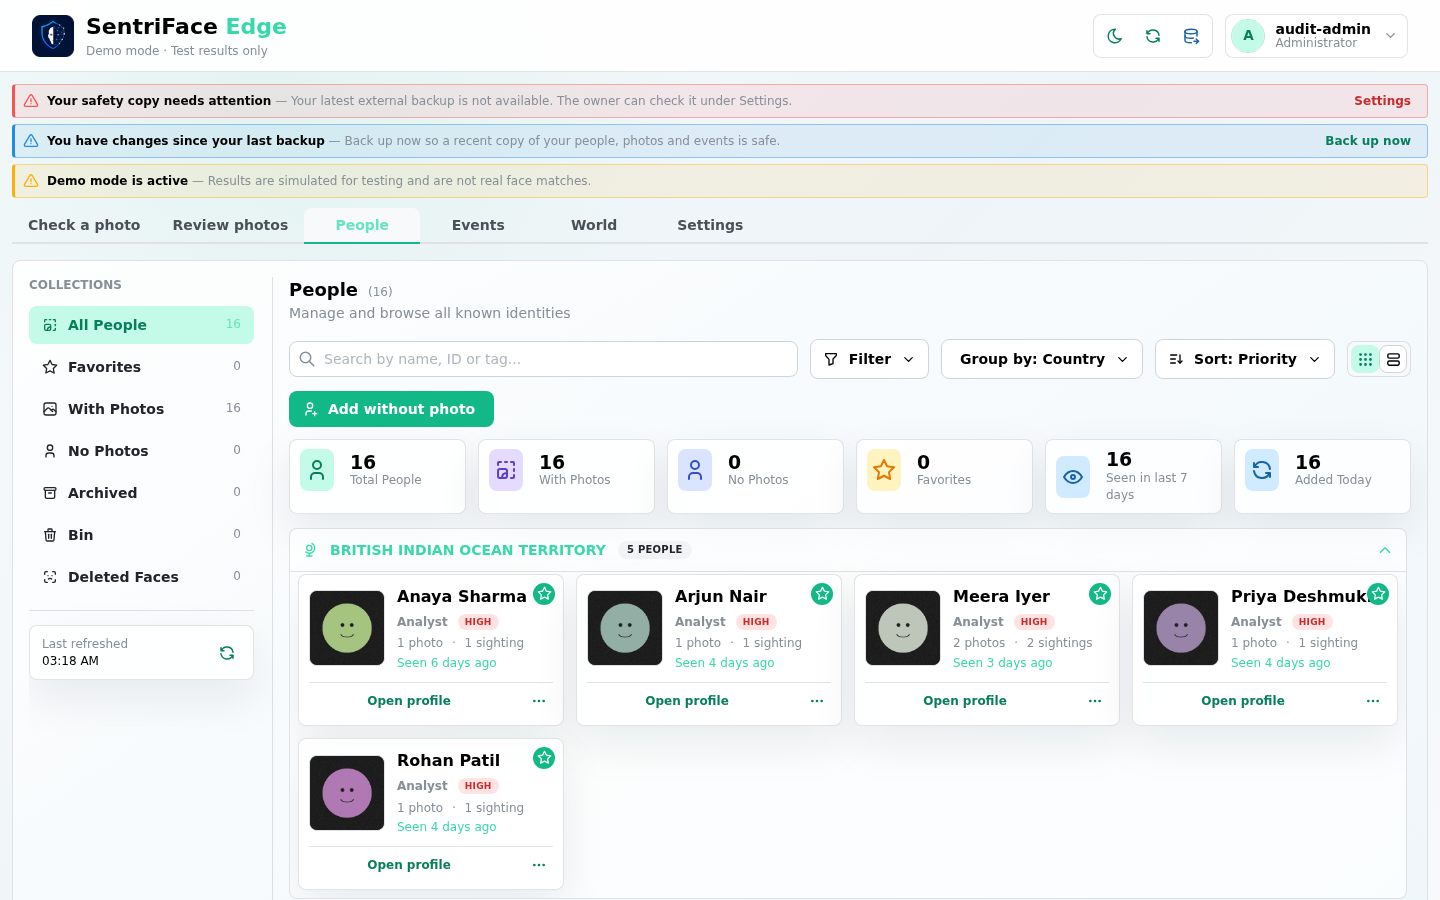 SentriFace Edge
Demo mode · Test results only
A
audit-admin
Administrator
Your safety copy needs attention — Your latest external backup is not available. The owner can check it under Settings.
Settings
You have changes since your last backup — Back up now so a recent copy of your people, photos and events is safe.
Back up now
Demo mode is active — Results are simulated for testing and are not real face matches.
Check a photo
Review photos
People
Events
World
Settings
COLLECTIONS
All People 16
Favorites 0
With Photos 16
No Photos 0
Archived 0
Bin 0
Deleted Faces 0
Last refreshed
03:18 AM
People (16)
Manage and browse all known identities
Search by name, ID or tag...
Filter
Group by: Country
Sort: Priority
Add without photo
16
Total People
16
With Photos
0
No Photos
0
Favorites
16
Seen in last 7
days
16
Added Today
BRITISH INDIAN OCEAN TERRITORY 5 PEOPLE
Anaya Sharma
Analyst HIGH
1 photo · 1 sighting
Seen 6 days ago
Open profile
Arjun Nair
Analyst HIGH
1 photo · 1 sighting
Seen 4 days ago
Open profile
Meera Iyer
Analyst HIGH
2 photos · 2 sightings
Seen 3 days ago
Open profile
Priya Deshmuk
Analyst HIGH
1 photo · 1 sighting
Seen 4 days ago
Open profile
Rohan Patil
Analyst HIGH
1 photo · 1 sighting
Seen 4 days ago
Open profile